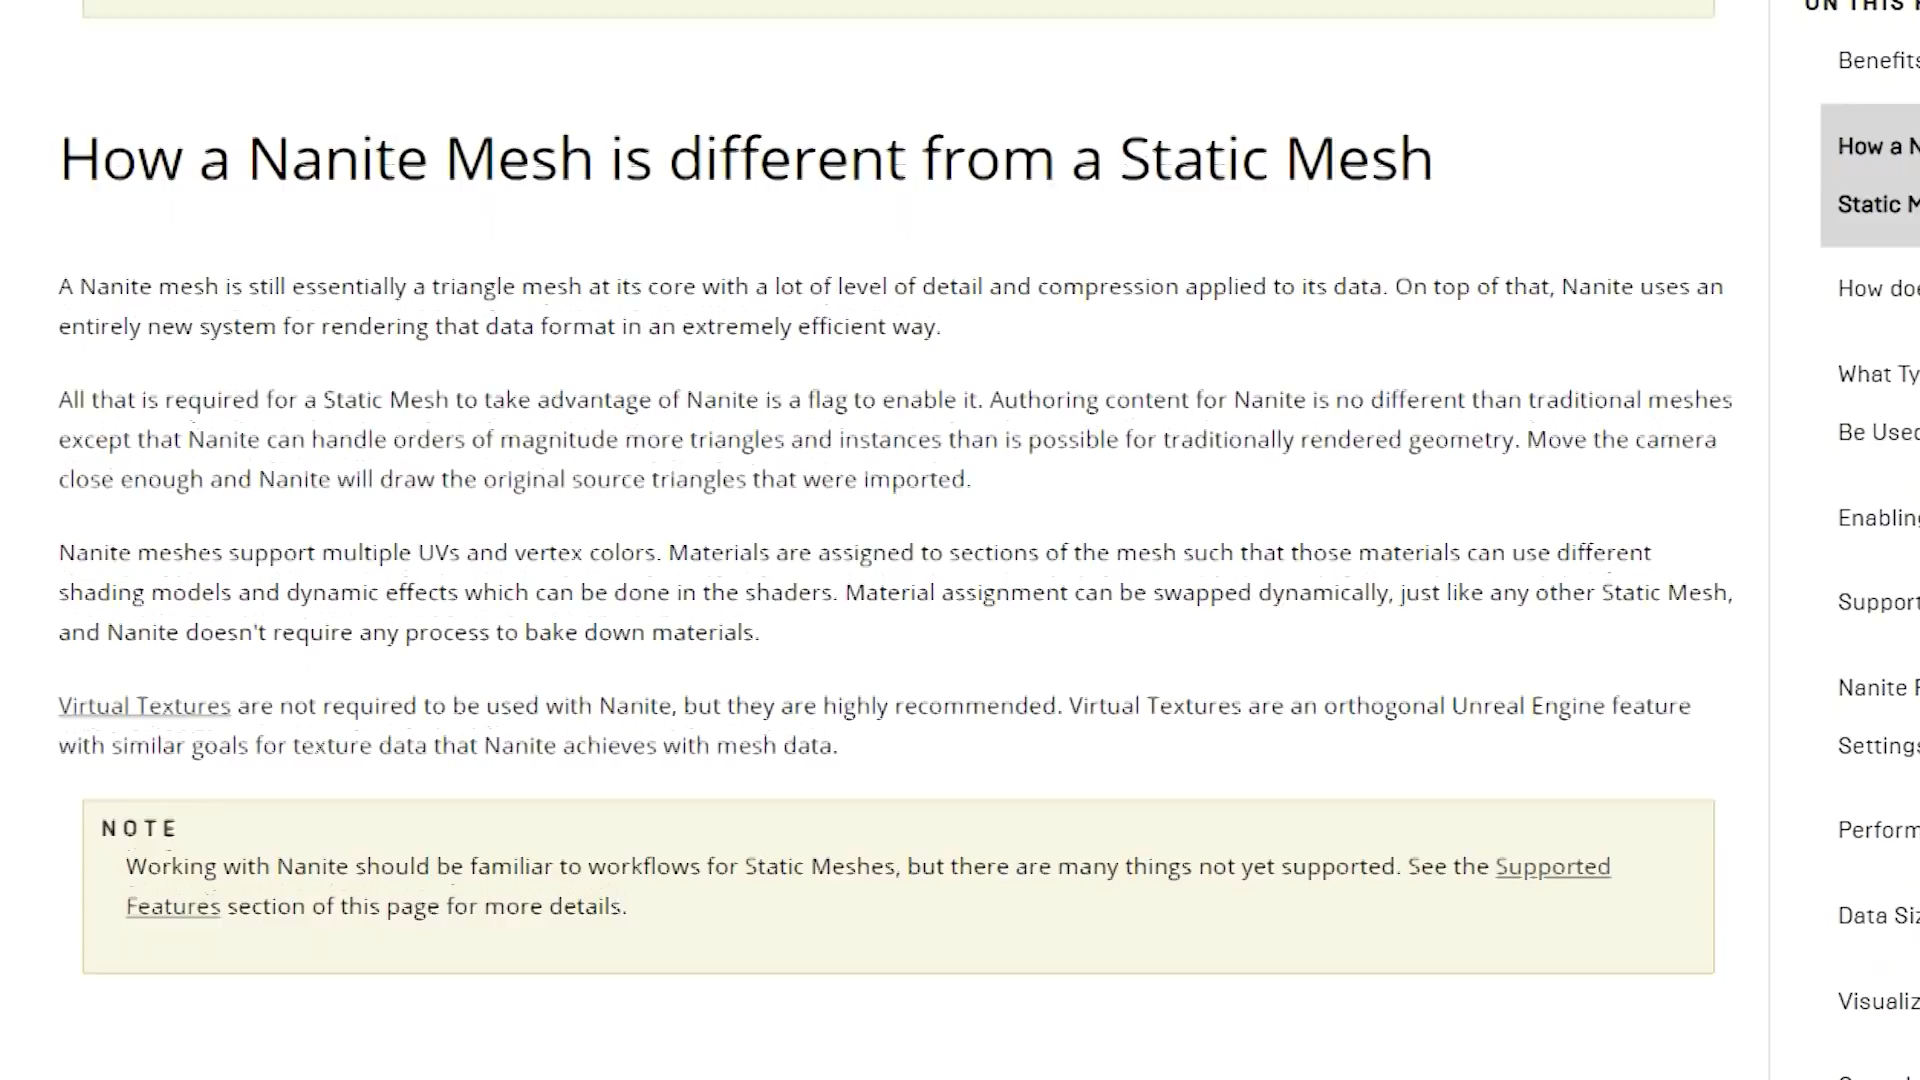 How a Nanite Mesh is different from a Static Mesh
A Nanite mesh is still essentially a triangle mesh at its core with a lot of level of detail and compression applied to its data. On top of that, Nanite uses an
entirely new system for rendering that data format in an extremely efficient way.
All that is required for a Static Mesh to take advantage of Nanite is a flag to enable it. Authoring content for Nanite is no different than traditional meshes
except that Nanite can handle orders of magnitude more triangles and instances than is possible for traditionally rendered geometry. Move the camera
close enough and Nanite will draw the original source triangles that were imported.
Nanite meshes support multiple UVs and vertex colors. Materials are assigned to sections of the mesh such that those materials can use different
shading models and dynamic effects which can be done in the shaders. Material assignment can be swapped dynamically, just like any other Static Mesh,
and Nanite doesn't require any process to bake down materials.
Virtual Textures are not required to be used with Nanite, but they are highly recommended. Virtual Textures are an orthogonal Unreal Engine feature
with similar goals for texture data that Nanite achieves with mesh data.
NOTE
Working with Nanite should be familiar to workflows for Static Meshes, but there are many things not yet supported. See the Supported
Features section of this page for more details.
ON THIS
Benefits
How a
Static
How
What
Be
Nanite
Data